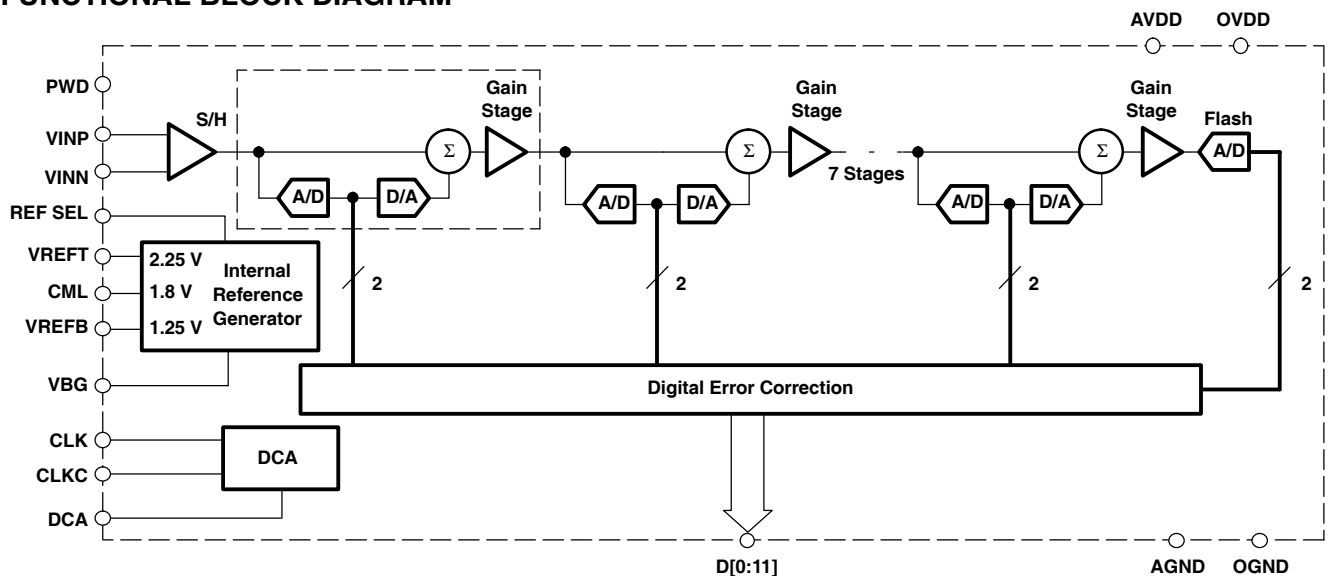 FUNCTIONAL BLOCK DIAGRAM
AVDD OVDD
PWD
VINP
VINN
REF SEL
VREFT
CML
VREFB
VBG
CLK
CLKC
DCA
S/H
Gain
Stage
Gain
Stage
Gain
Stage
Flash
Σ
Σ
Σ
A/D
7 Stages
A/D D/A
A/D D/A
A/D D/A
2
2
2
2
2.25 V
1.8 V
1.25 V
Internal
Reference
Generator
Digital Error Correction
DCA
D[0:11]
AGND OGND